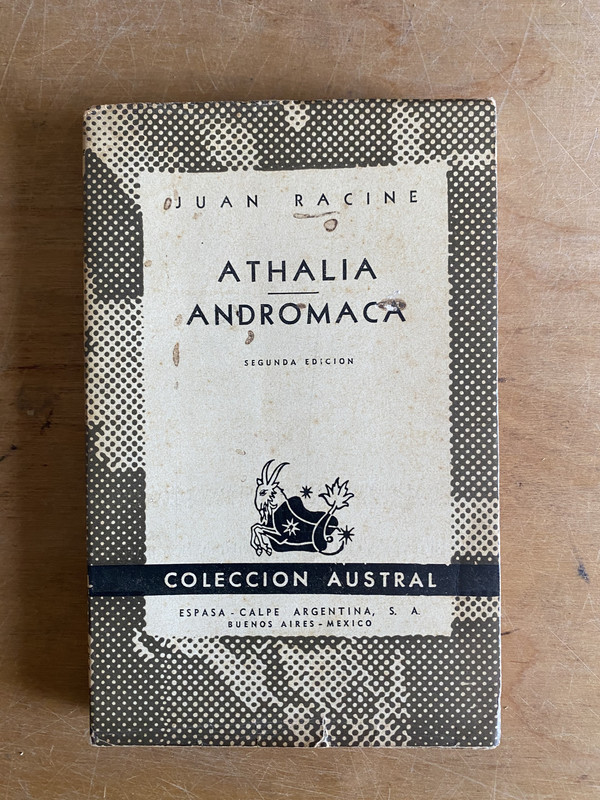 JUAN RACINE
ATHALIA
ANDROMACA
SEGUNDA EDICION
COLECCION AUSTRAL
ESPASA - CALPE ARGENTINA, S. A.
BUENOS AIRES - MEXICO